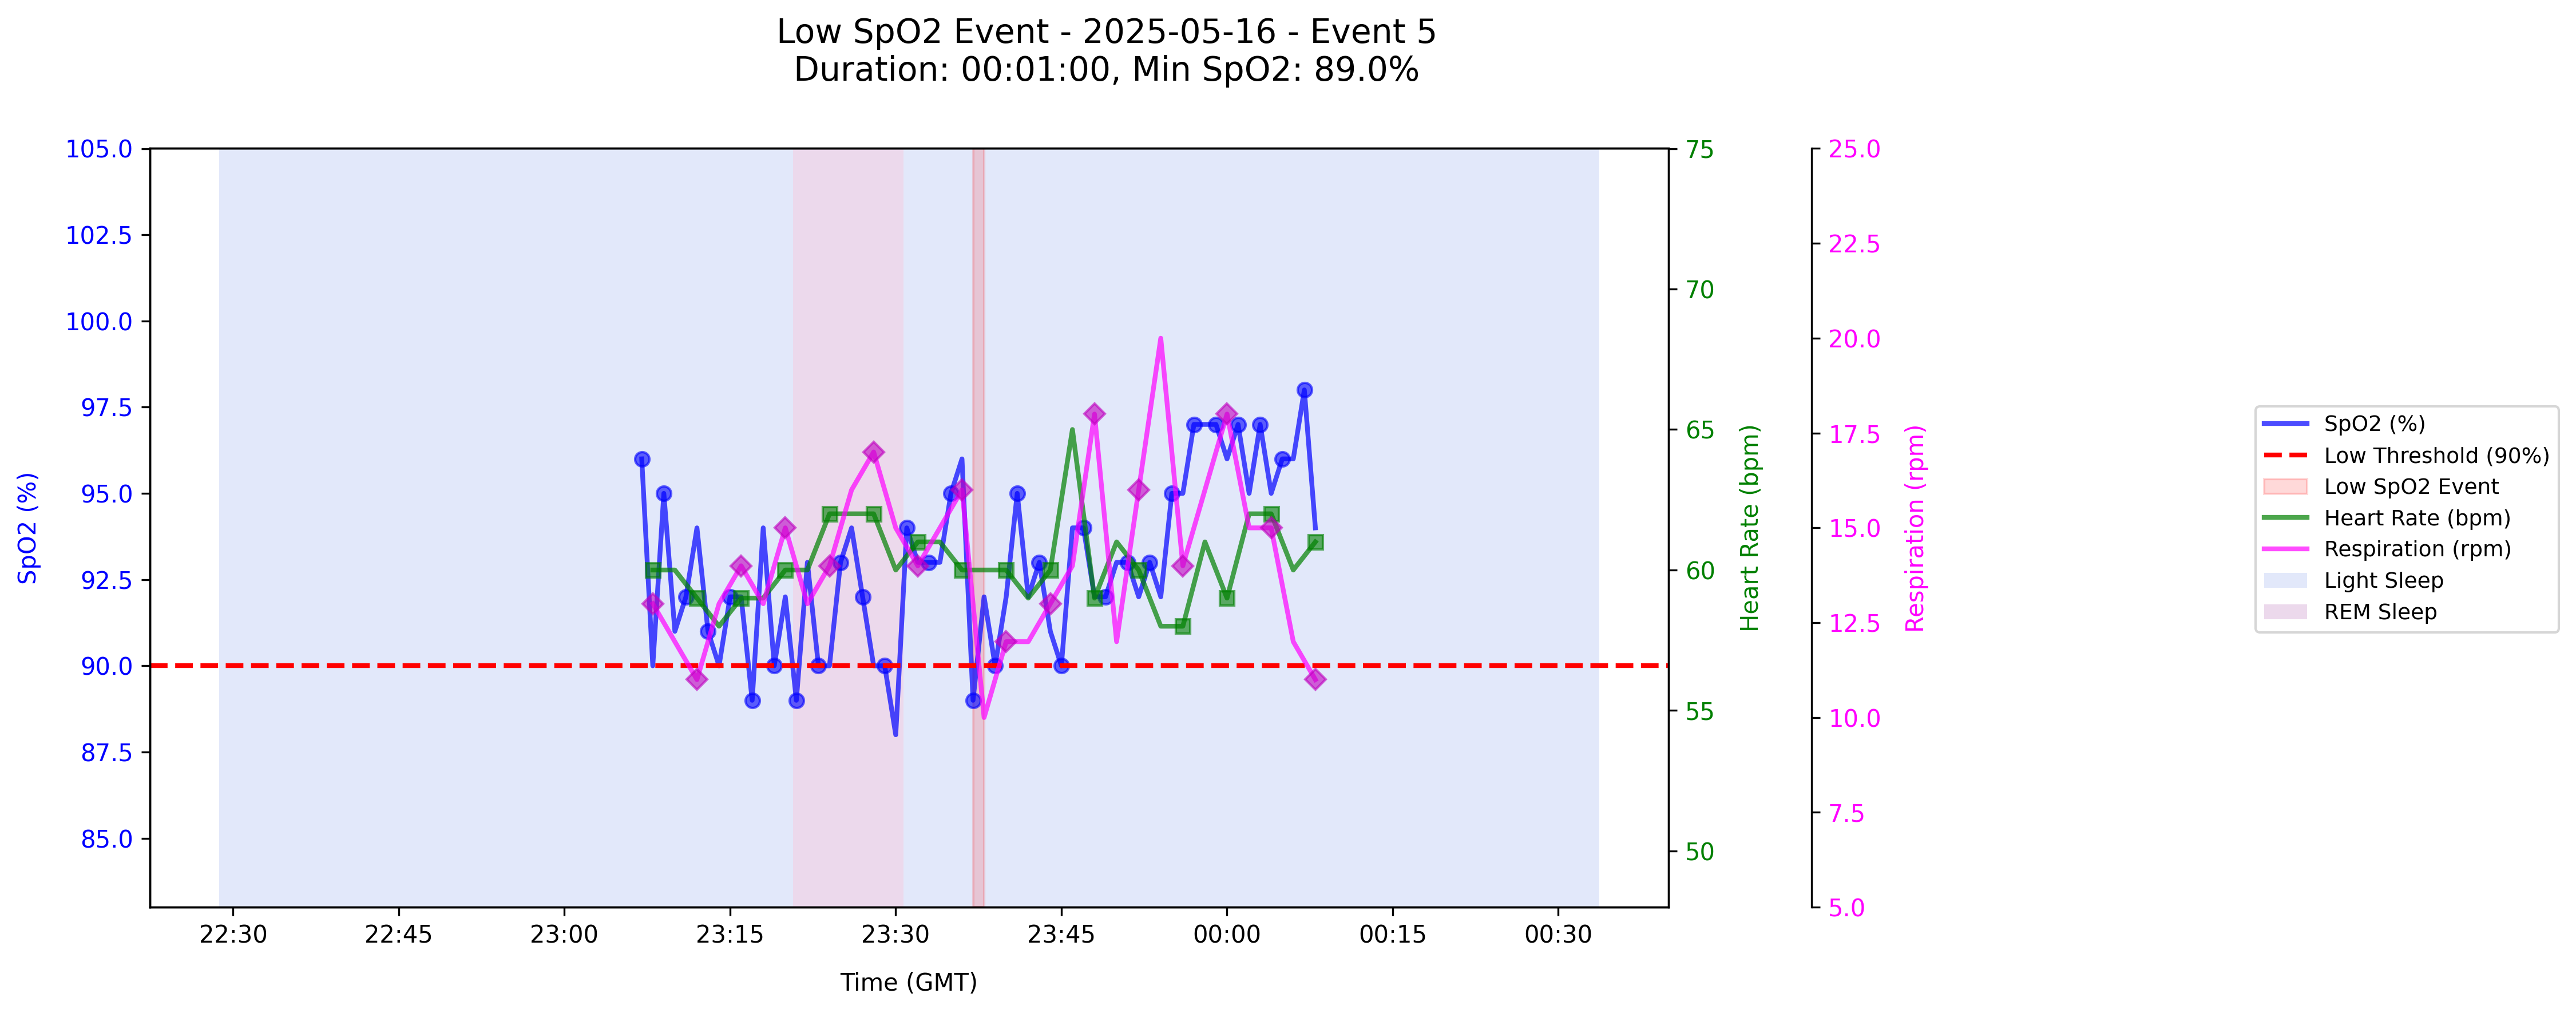 Low SpO2 Event - 2025-05-16 - Event 5
Duration: 00:01:00, Min SpO2: 89.0%
105.0
102.5
100.0
97.5
95.0
92.5
90.0
87.5
85.0
SpO2 (%)
22:30
22:45
23:00
23:15
23:30
23:45
00:00
00:15
00:30
Time (GMT)
75
70
65
60
55
50
Heart Rate (bpm)
25.0
22.5
20.0
17.5
15.0
12.5
10.0
7.5
5.0
Respiration (rpm)
SpO2 (%)
Low Threshold (90%)
Low SpO2 Event
Heart Rate (bpm)
Respiration (rpm)
Light Sleep
REM Sleep